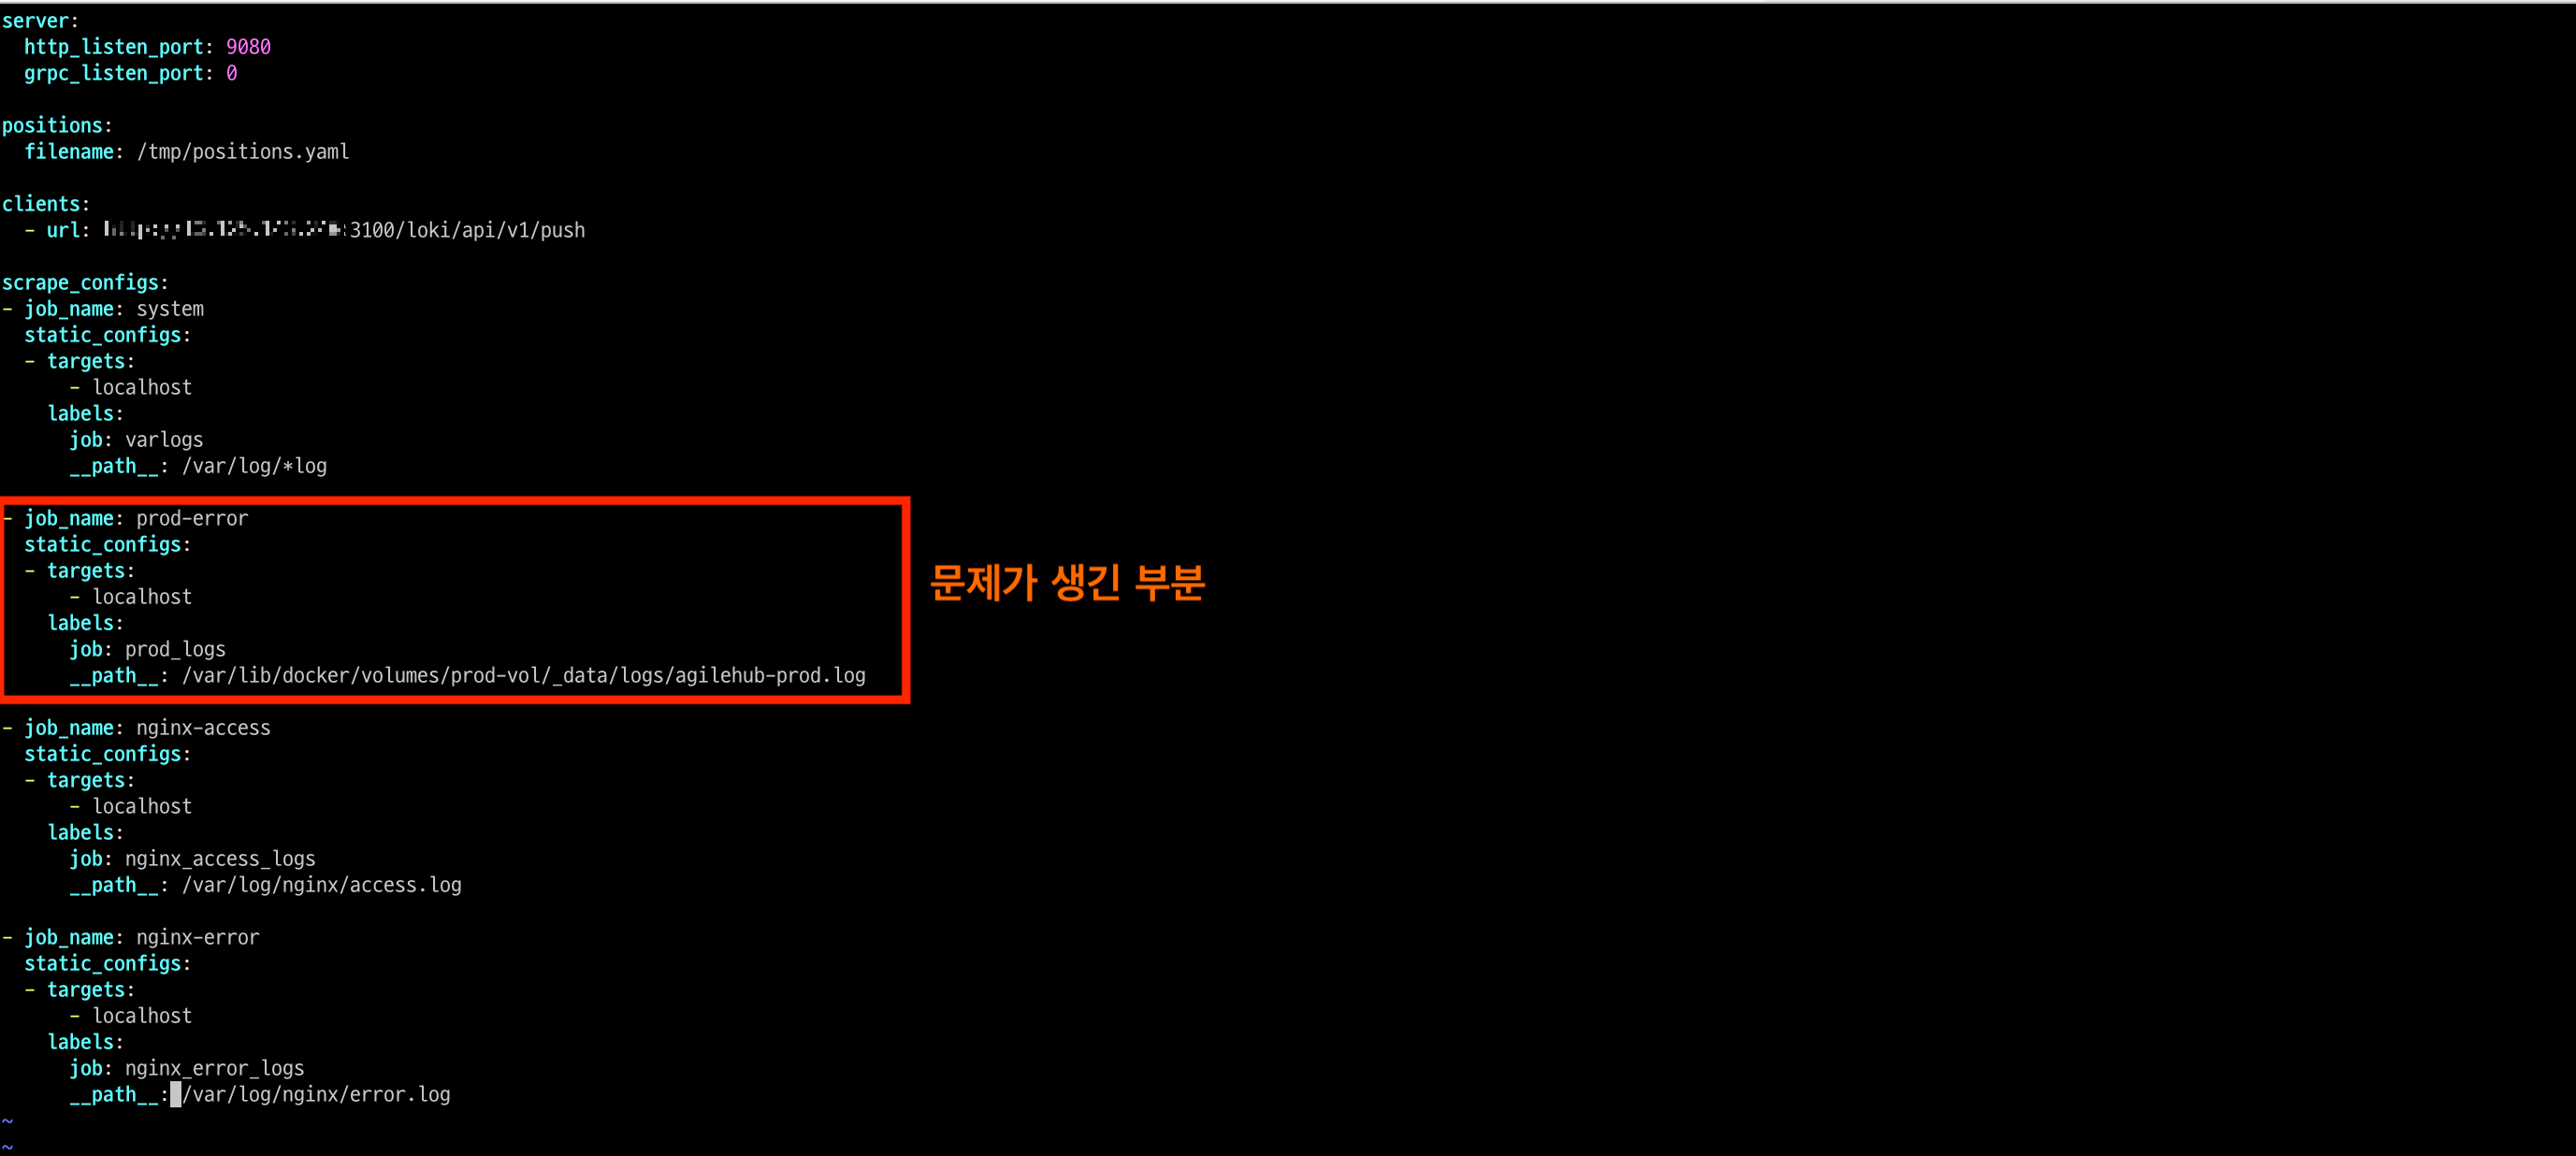 server:
  http_listen_port: 9080
  grpc_listen_port: 0
positions:
  filename: /tmp/positions.yaml
clients:
  - url: :3100/loki/api/v1/push
scrape_configs:
- job_name: system
  static_configs:
  - targets:
      - localhost
    labels:
      job: varlogs
      __path__: /var/log/*log
- job_name: prod-error
  static_configs:
  - targets:
      - localhost
    labels:
      job: prod_logs
      __path__: /var/lib/docker/volumes/prod-vol/_data/logs/agilehub-prod.log
문제가 생긴 부분
- job_name: nginx-access
  static_configs:
  - targets:
      - localhost
    labels:
      job: nginx_access_logs
      __path__: /var/log/nginx/access.log
- job_name: nginx-error
  static_configs:
  - targets:
      - localhost
    labels:
      job: nginx_error_logs
      __path__: /var/log/nginx/error.log
~
~